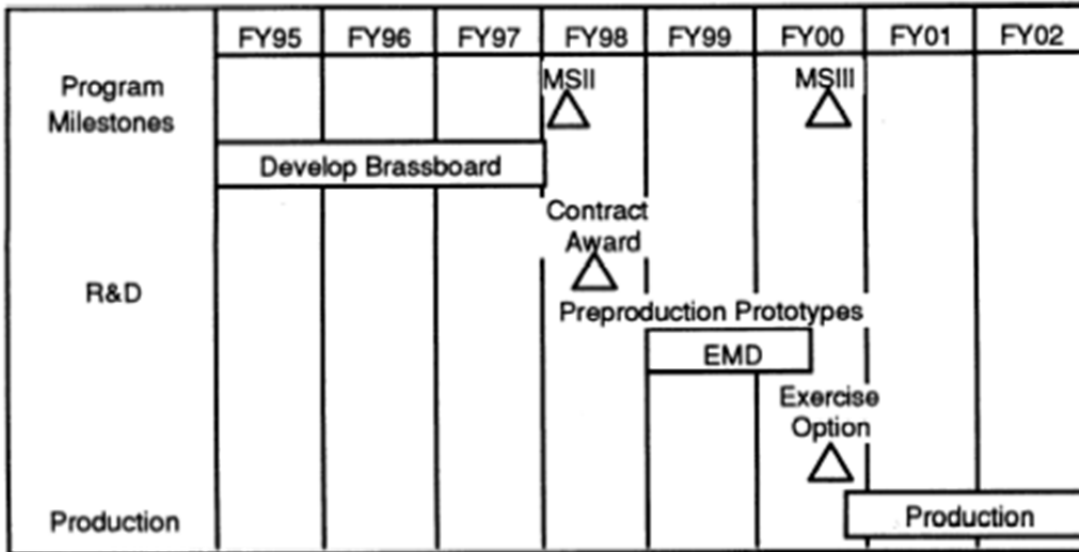 FY95 FY96 FY97 FY98 FY99 FY00 FY01 FY02
Program
Milestones
MSII MSIII
Develop Brassboard
Contract
Award
R&D
Preproduction Prototypes
EMD
Exercise
Option
Production Production